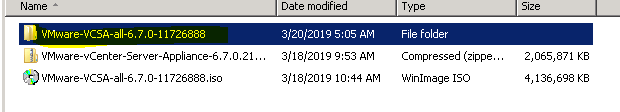 Name Date modified Type Size
VMware-VCSA-all-6.7.0-11726888 3/20/2019 5:05 AM File folder
VMware-vCenter-Server-Appliance-6.7.0.21... 3/18/2019 9:53 AM Compressed (zippe... 2,065,871 KB
VMware-VCSA-all-6.7.0-11726888.iso 3/18/2019 10:44 AM WinImage ISO 4,136,698 KB